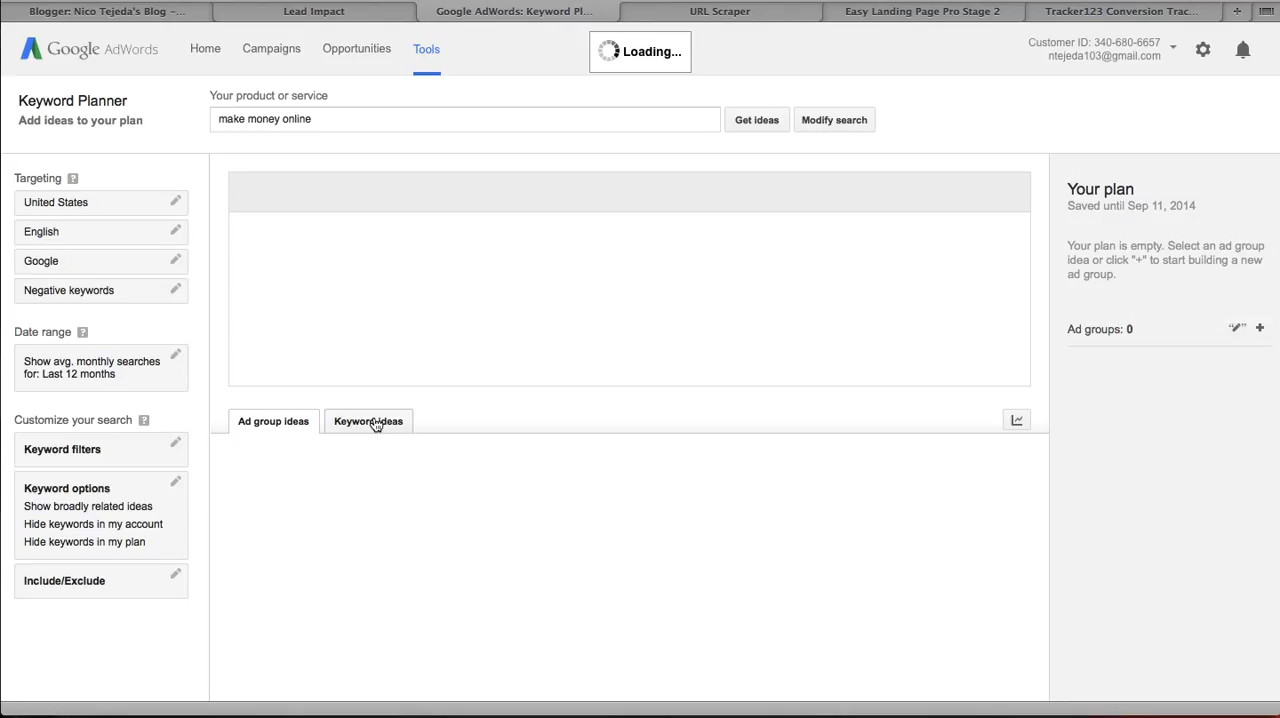 Blogger: Nico Tejeda's Blog –...
Lead Impact
Google AdWords: Keyword Pl...
URL Scraper
Easy Landing Page Pro Stage 2
Tracker123 Conversion Trac...
+
Google AdWords
Home
Campaigns
Opportunities
Tools
Loading...
Customer ID: 340-680-6657
ntejeda103@gmail.com
Keyword Planner
Add ideas to your plan
Your product or service
make money online
Get ideas
Modify search
Targeting ?
United States
English
Google
Negative keywords
Date range ?
Show avg. monthly searches
for: Last 12 months
Customize your search ?
Keyword filters
Keyword options
Show broadly related ideas
Hide keywords in my account
Hide keywords in my plan
Include/Exclude
Ad group ideas
Keyword ideas
Your plan
Saved until Sep 11, 2014
Your plan is empty. Select an ad group
idea or click "+" to start building a new
ad group.
Ad groups: 0
+